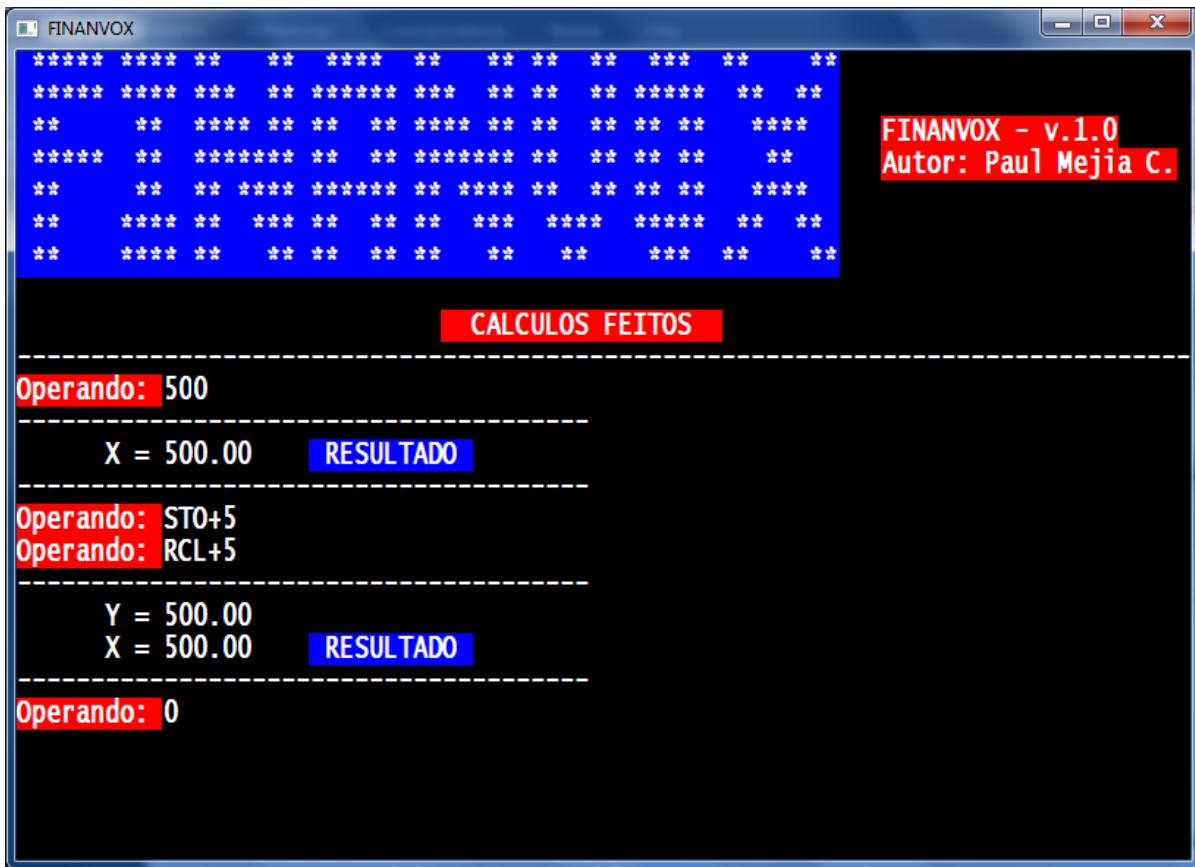 FINANVOX
***** **** **   **  ****  **   ** **  **  ***  **    **
***** **** ***  ** ****** ***  ** **  ** *****  **  **
**     **  **** ** **  ** **** ** **  ** ** **   ****
*****  **  ******* **  ** ******* **  ** ** **    **
**     **  ** **** ****** ** **** **  ** ** **   ****
**    **** **  *** **  ** **  ***  ****  *****  **  **
**    **** **   ** **  ** **   **   **    ***  **    **
FINANVOX - v.1.0
Autor: Paul Mejia C.
CALCULOS FEITOS
--------------------------------------------------------------------------------
Operando: 500
---------------------------------------
X = 500.00 RESULTADO
---------------------------------------
Operando: STO+5
Operando: RCL+5
---------------------------------------
Y = 500.00
X = 500.00 RESULTADO
---------------------------------------
Operando: 0